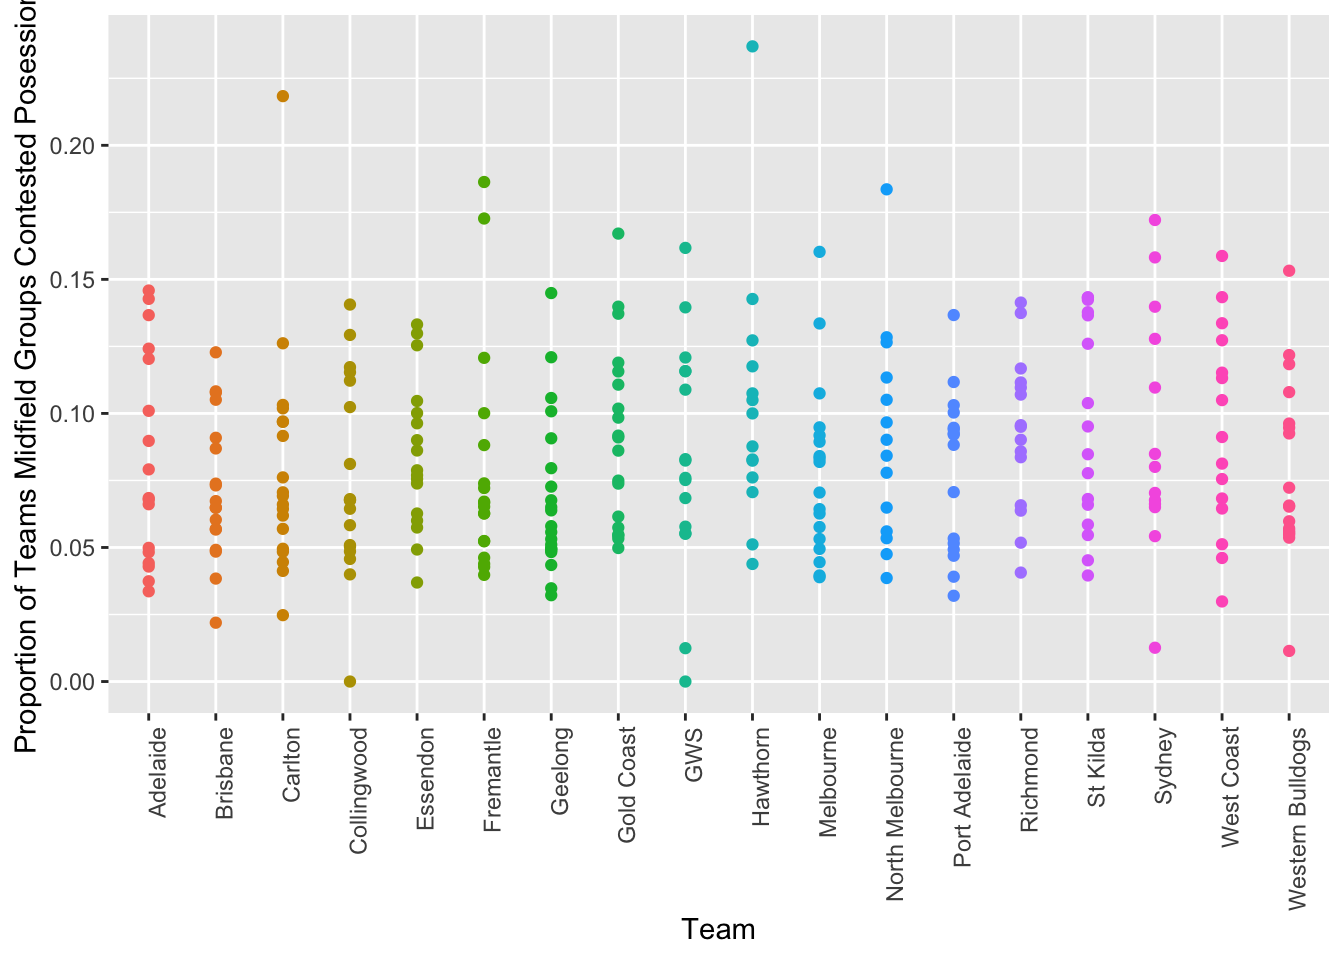 Proportion of Teams Midfield Groups Contested Posession
0.20
0.15
0.10
0.05
0.00
Adelaide
Brisbane
Carlton
Collingwood
Essendon
Fremantle
Geelong
Gold Coast
GWS
Hawthorn
Melbourne
North Melbourne
Port Adelaide
Richmond
St Kilda
Sydney
West Coast
Western Bulldogs
Team